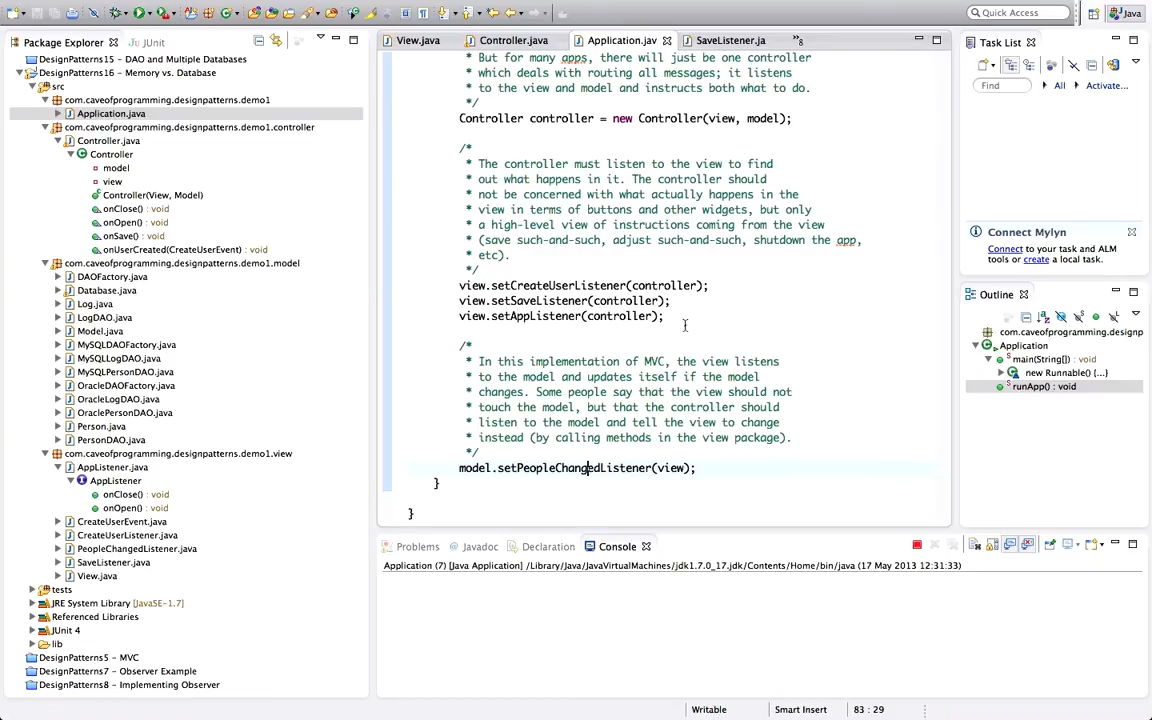 Quick Access
Java
Package Explorer
JUnit
DesignPatterns15 - DAO and Multiple Databases
DesignPatterns16 - Memory vs. Database
src
com.caveofprogramming.designpatterns.demo1
Application.java
com.caveofprogramming.designpatterns.demo1.controller
Controller.java
Controller
model
view
Controller(View, Model)
onClose() : void
onOpen() : void
onSave() : void
onUserCreated(CreateUserEvent) : void
com.caveofprogramming.designpatterns.demo1.model
DAOFactory.java
Database.java
Log.java
LogDAO.java
Model.java
MySQLDAOFactory.java
MySQLLogDAO.java
MySQLPersonDAO.java
OracleDAOFactory.java
OracleLogDAO.java
OraclePersonDAO.java
Person.java
PersonDAO.java
com.caveofprogramming.designpatterns.demo1.view
AppListener.java
AppListener
onClose() : void
onOpen() : void
CreateUserEvent.java
CreateUserListener.java
PeopleChangedListener.java
SaveListener.java
View.java
tests
JRE System Library [JavaSE-1.7]
Referenced Libraries
JUnit 4
lib
DesignPatterns5 - MVC
DesignPatterns7 - Observer Example
DesignPatterns8 - Implementing Observer
View.java
Controller.java
Application.jav
SaveListener.ja
»8
* But for many apps, there will just be one controller
* which deals with routing all messages; it listens
* to the view and model and instructs both what to do.
*/
Controller controller = new Controller(view, model);
/*
* The controller must listen to the view to find
* out what happens in it. The controller should
* not be concerned with what actually happens in the
* view in terms of buttons and other widgets, but only
* a high-level view of instructions coming from the view
* (save such-and-such, adjust such-and-such, shutdown the app,
* etc).
*/
view.setCreateUserListener(controller);
view.setSaveListener(controller);
view.setAppListener(controller);
/*
* In this implementation of MVC, the view listens
* to the model and updates itself if the model
* changes. Some people say that the view should not
* touch the model, but that the controller should
* listen to the model and tell the view to change
* instead (by calling methods in the view package).
*/
model.setPeopleChangedListener(view);
}
}
Problems
Javadoc
Declaration
Console
Application (7) [Java Application] /Library/Java/JavaVirtualMachines/jdk1.7.0_17.jdk/Contents/Home/bin/java (17 May 2013 12:31:33)
Task List
Find
All
Activate...
Connect Mylyn
Connect to your task and ALM
tools or create a local task.
Outline
com.caveofprogramming.designp
Application
main(String[]) : void
new Runnable() {...}
runApp() : void
Writable
Smart Insert
83 : 29